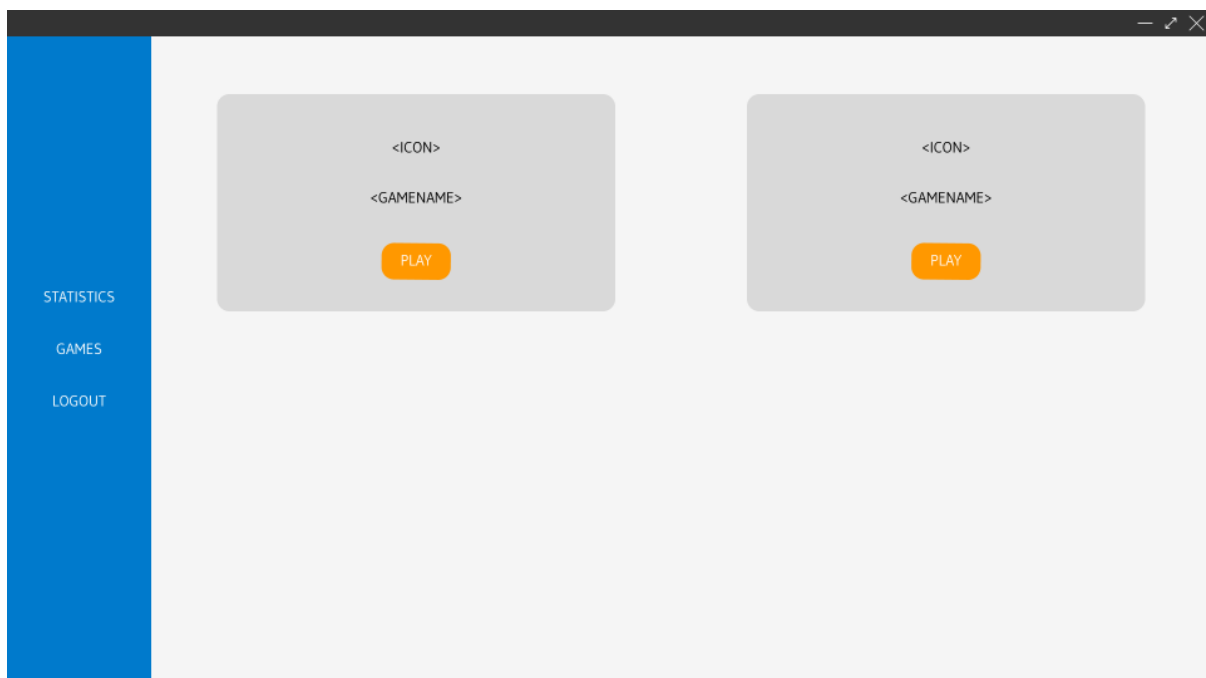 STATISTICS
GAMES
LOGOUT
<ICON>
<GAMENAME>
PLAY
<ICON>
<GAMENAME>
PLAY